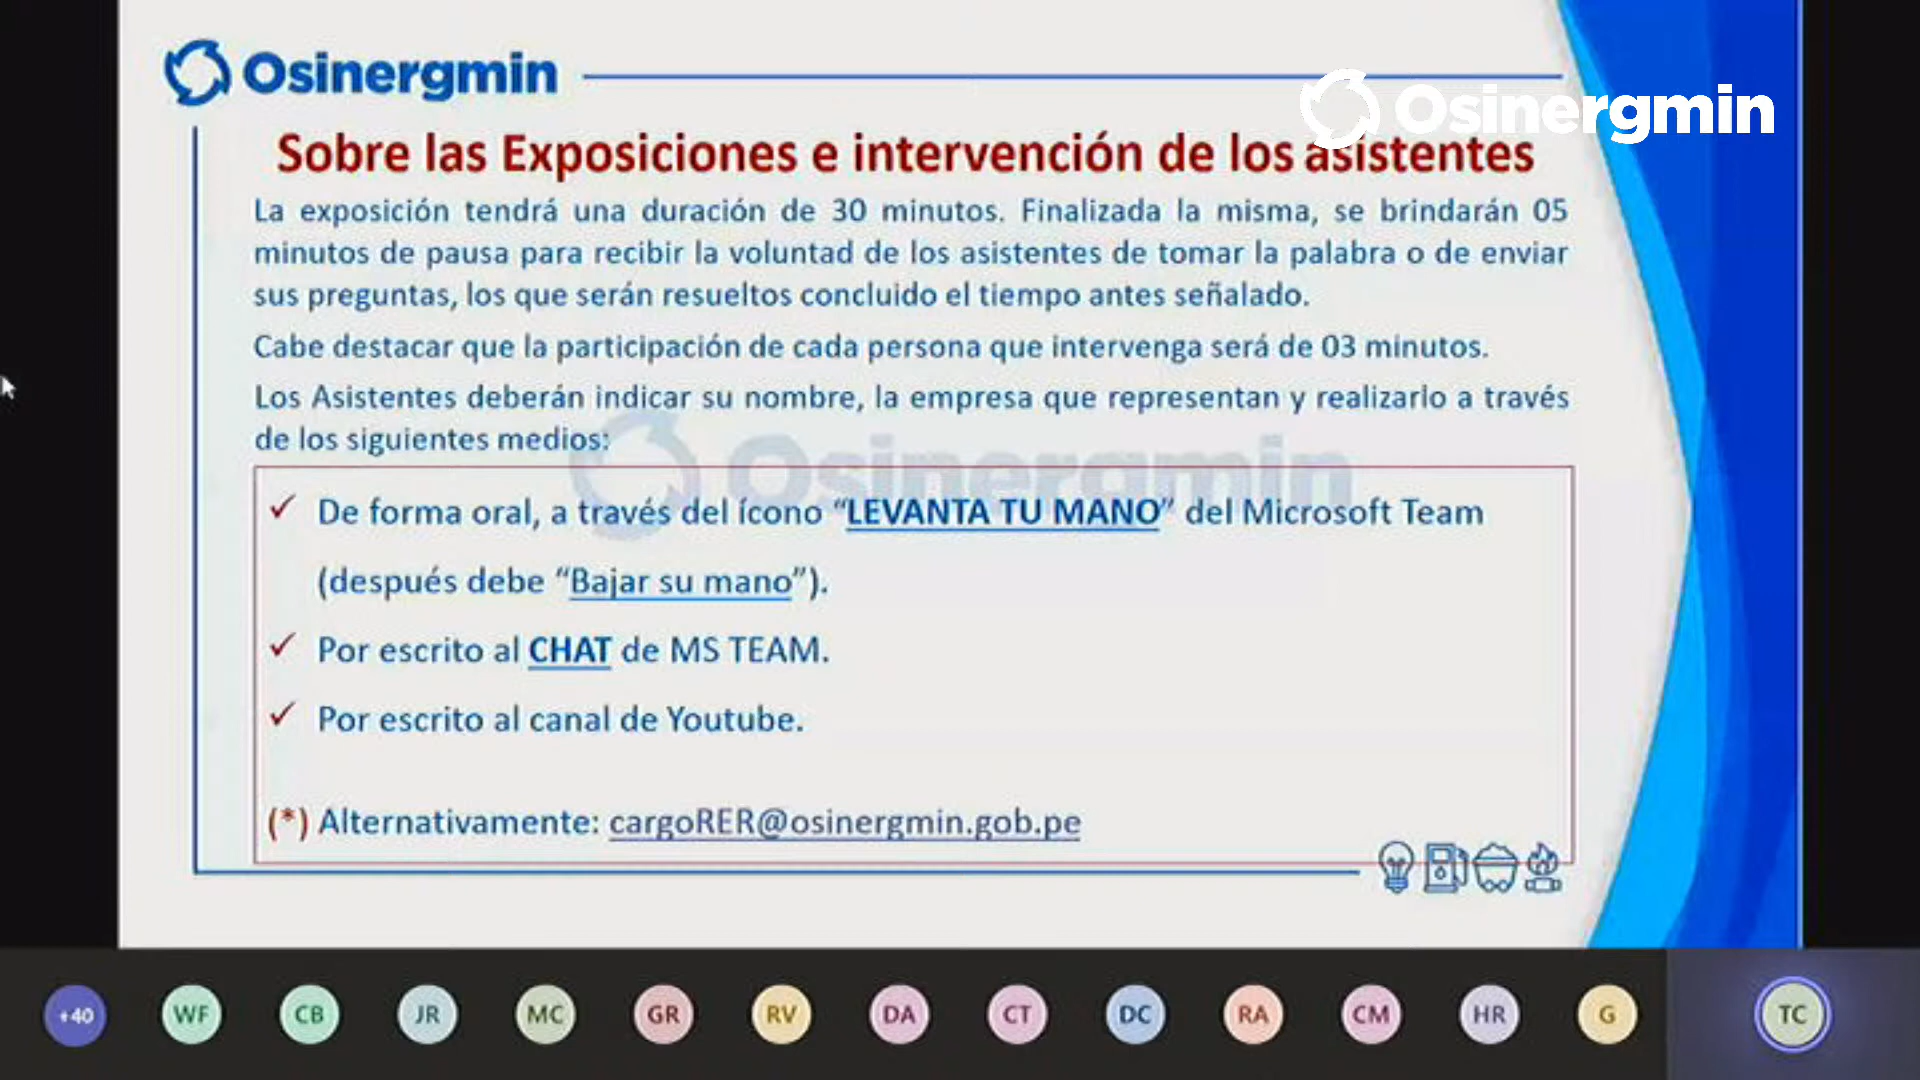 Osinergmin
Osinergmin
Sobre las Exposiciones e intervención de los asistentes
La exposición tendrá una duración de 30 minutos. Finalizada la misma, se brindarán 05
minutos de pausa para recibir la voluntad de los asistentes de tomar la palabra o de enviar
sus preguntas, los que serán resueltos concluido el tiempo antes señalado.
Cabe destacar que la participación de cada persona que intervenga será de 03 minutos.
Los Asistentes deberán indicar su nombre, la empresa que representan y realizarlo a través
de los siguientes medios:
Osinergmin
✓ De forma oral, a través del ícono “LEVANTA TU MANO” del Microsoft Team
(después debe “Bajar su mano”).
✓ Por escrito al CHAT de MS TEAM.
✓ Por escrito al canal de Youtube.
(*) Alternativamente: cargoRER@osinergmin.gob.pe
+40 WF CB JR MC GR RV DA CT DC RA CM HR G TC